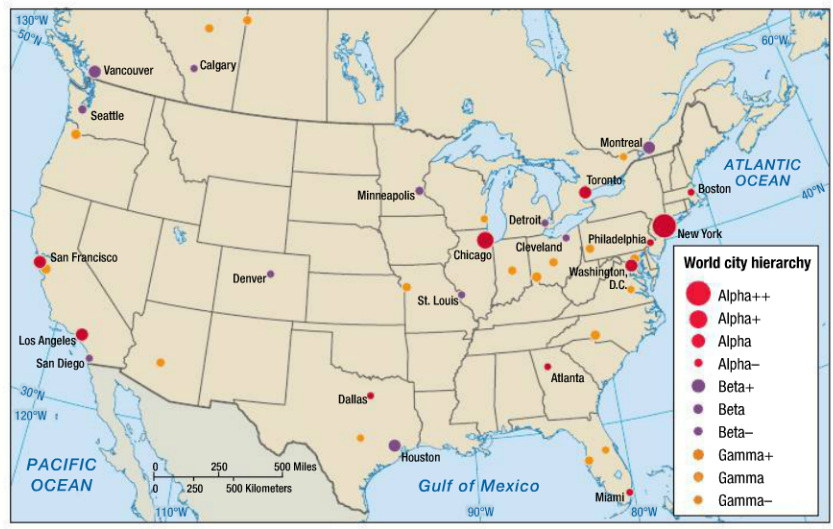 130°W
50°N
60°W
Vancouver
Calgary
Seattle
Montreal
ATLANTIC
OCEAN
Toronto
Minneapolis
Boston
40°N
Detroit
New York
Philadelphia
Cleveland
Chicago
San Francisco
Washington,
D.C.
Denver
St. Louis
World city hierarchy
Alpha++
Alpha+
Alpha
Alpha–
Beta+
Beta
Beta–
Gamma+
Gamma
Gamma–
Los Angeles
San Diego
Atlanta
30°N
Dallas
120°W
Houston
PACIFIC
OCEAN
0 250 500 Miles
0 250 500 Kilometers
Gulf of Mexico
Miami
110°W
90°W
80°W